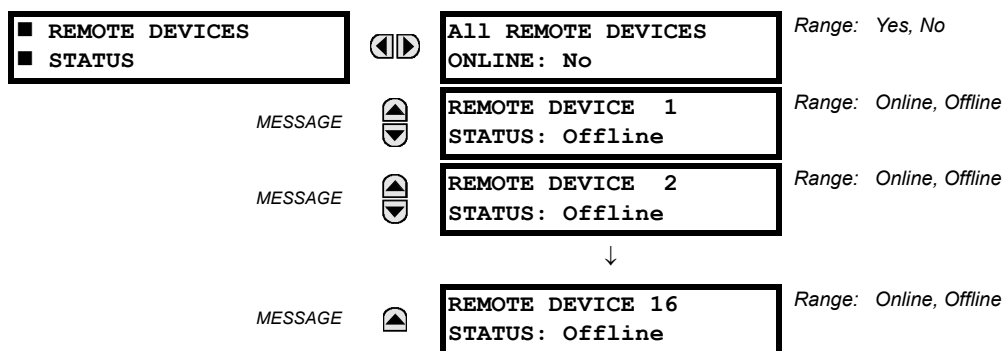 ■ REMOTE DEVICES
■ STATUS
All REMOTE DEVICES
ONLINE: No
Range: Yes, No
MESSAGE
REMOTE DEVICE 1
STATUS: Offline
Range: Online, Offline
MESSAGE
REMOTE DEVICE 2
STATUS: Offline
Range: Online, Offline
↓
MESSAGE
REMOTE DEVICE 16
STATUS: Offline
Range: Online, Offline